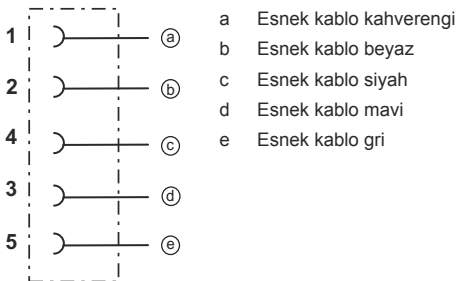 1 a
2 b
4 c
3 d
5 e
a Esnek kablo kahverengi
b Esnek kablo beyaz
c Esnek kablo siyah
d Esnek kablo mavi
e Esnek kablo gri